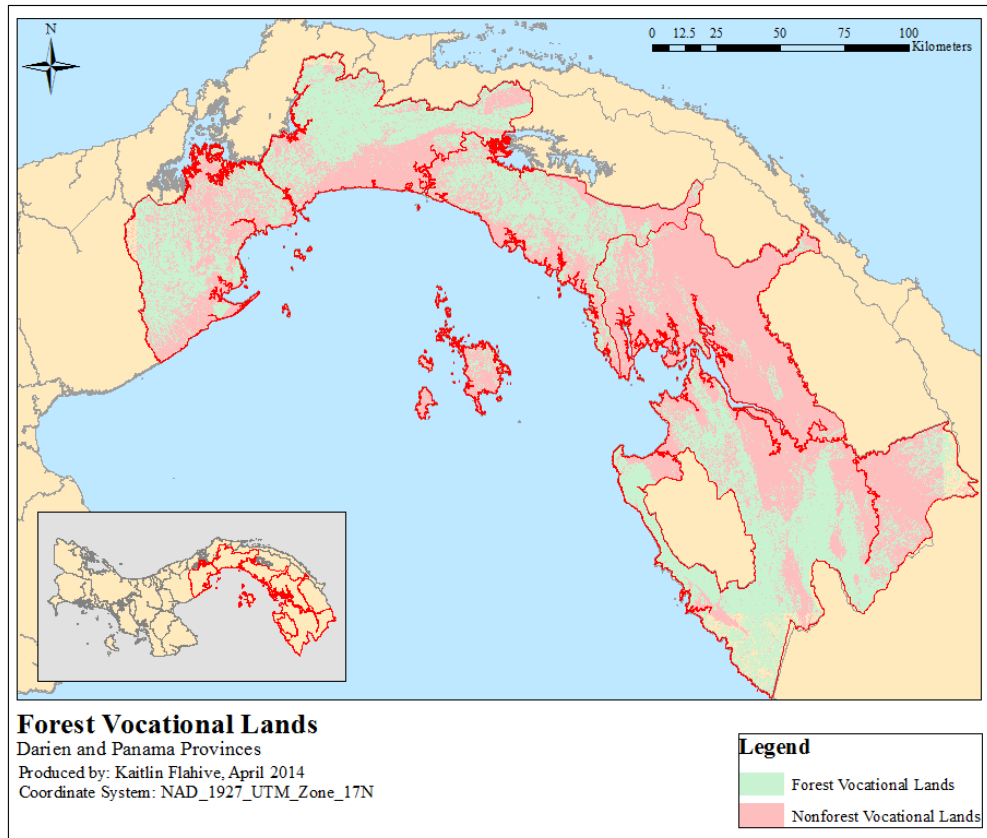 N
0 12.5 25 50 75 100
Kilometers
Forest Vocational Lands
Darien and Panama Provinces
Produced by: Kaitlin Flahive, April 2014
Coordinate System: NAD_1927_UTM_Zone_17N
Legend
Forest Vocational Lands
Nonforest Vocational Lands